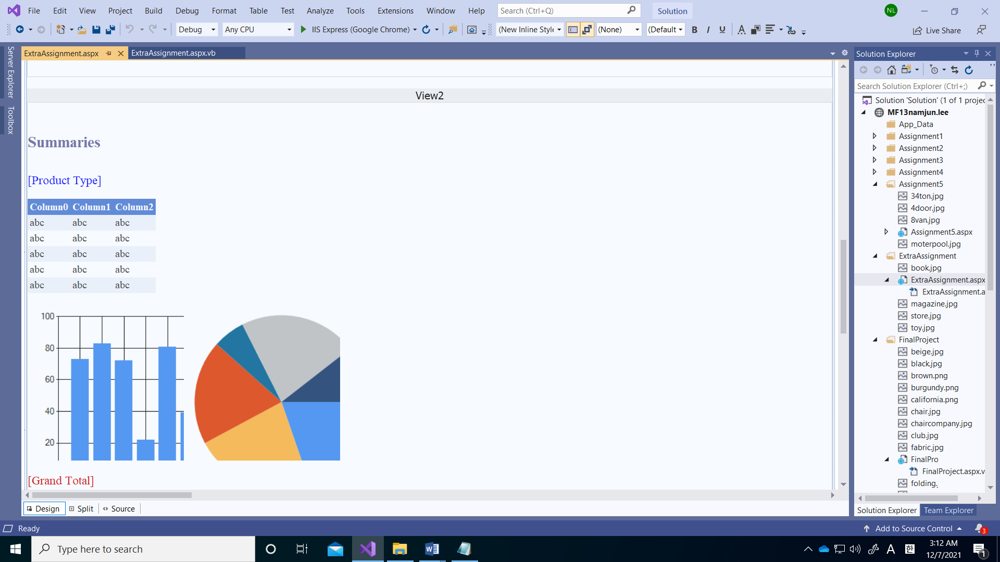 File Edit View Project Build Debug Format Table Test Analyze Tools Extensions Window Help Search (Ctrl+Q) Solution NL
Debug Any CPU IIS Express (Google Chrome) (New Inline Style (None) (Default B I U A Live Share
Server Explorer
Toolbox
ExtraAssignment.aspx ExtraAssignment.aspx.vb
View2
Summaries
[Product Type]
Column0 Column1 Column2
abc abc abc
abc abc abc
abc abc abc
abc abc abc
abc abc abc
100
80
60
40
20
[Grand Total]
Design Split Source
Solution Explorer
Search Solution Explorer (Ctrl+;)
Solution 'Solution' (1 of 1 projec
MF13namjun.lee
App_Data
Assignment1
Assignment2
Assignment3
Assignment4
Assignment5
34ton.jpg
4door.jpg
8van.jpg
Assignment5.aspx
moterpool.jpg
ExtraAssignment
book.jpg
ExtraAssignment.aspx
ExtraAssignment.a
magazine.jpg
store.jpg
toy.jpg
FinalProject
beige.jpg
black.jpg
brown.png
burgundy.png
california.png
chair.jpg
chaircompany.jpg
club.jpg
fabric.jpg
FinalPro
FinalProject.aspx.v
folding.
Solution Explorer Team Explorer
Ready Add to Source Control 3
Type here to search A 한 3:12 AM
12/7/2021 1